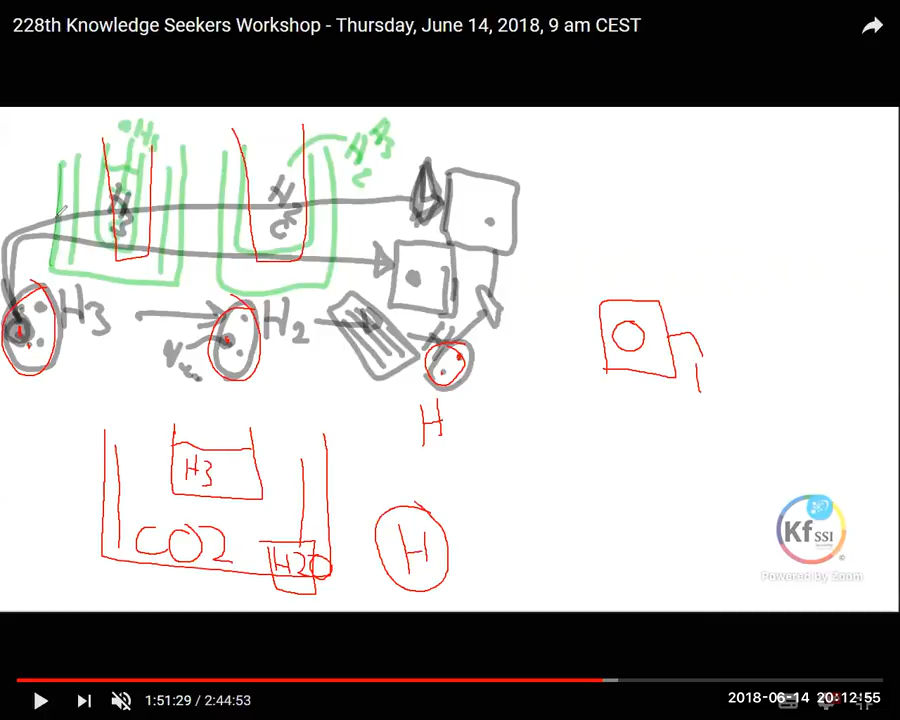 228th Knowledge Seekers Workshop - Thursday, June 14, 2018, 9 am CEST
H3
H2
H
H3
CO2
H2O
H
Kf SSI
©
Powered by Zoom
1:51:29 / 2:44:53
2018-06-14 20:12:55